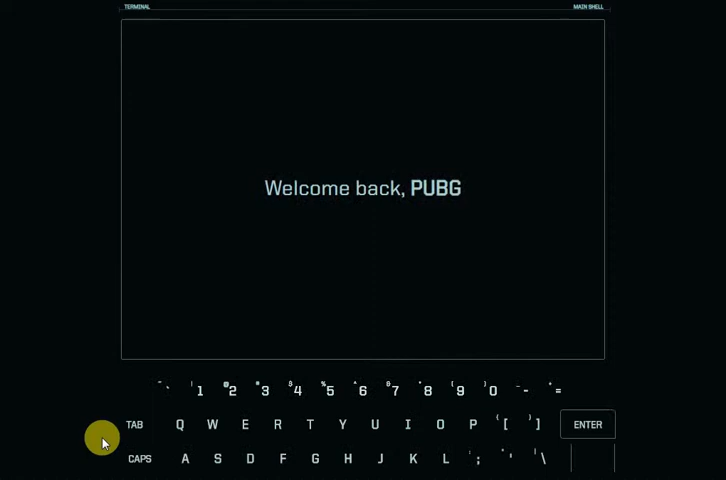 TERMINAL MAIN SHELL
Welcome back, PUBG
~ ` ! 1 @ 2 # 3 $ 4 % 5 ^ 6 & 7 * 8 ( 9 ) 0 _ - + =
TAB Q W E R T Y U I O P { [ } ] ENTER
CAPS A S D F G H J K L : ; " ' | \